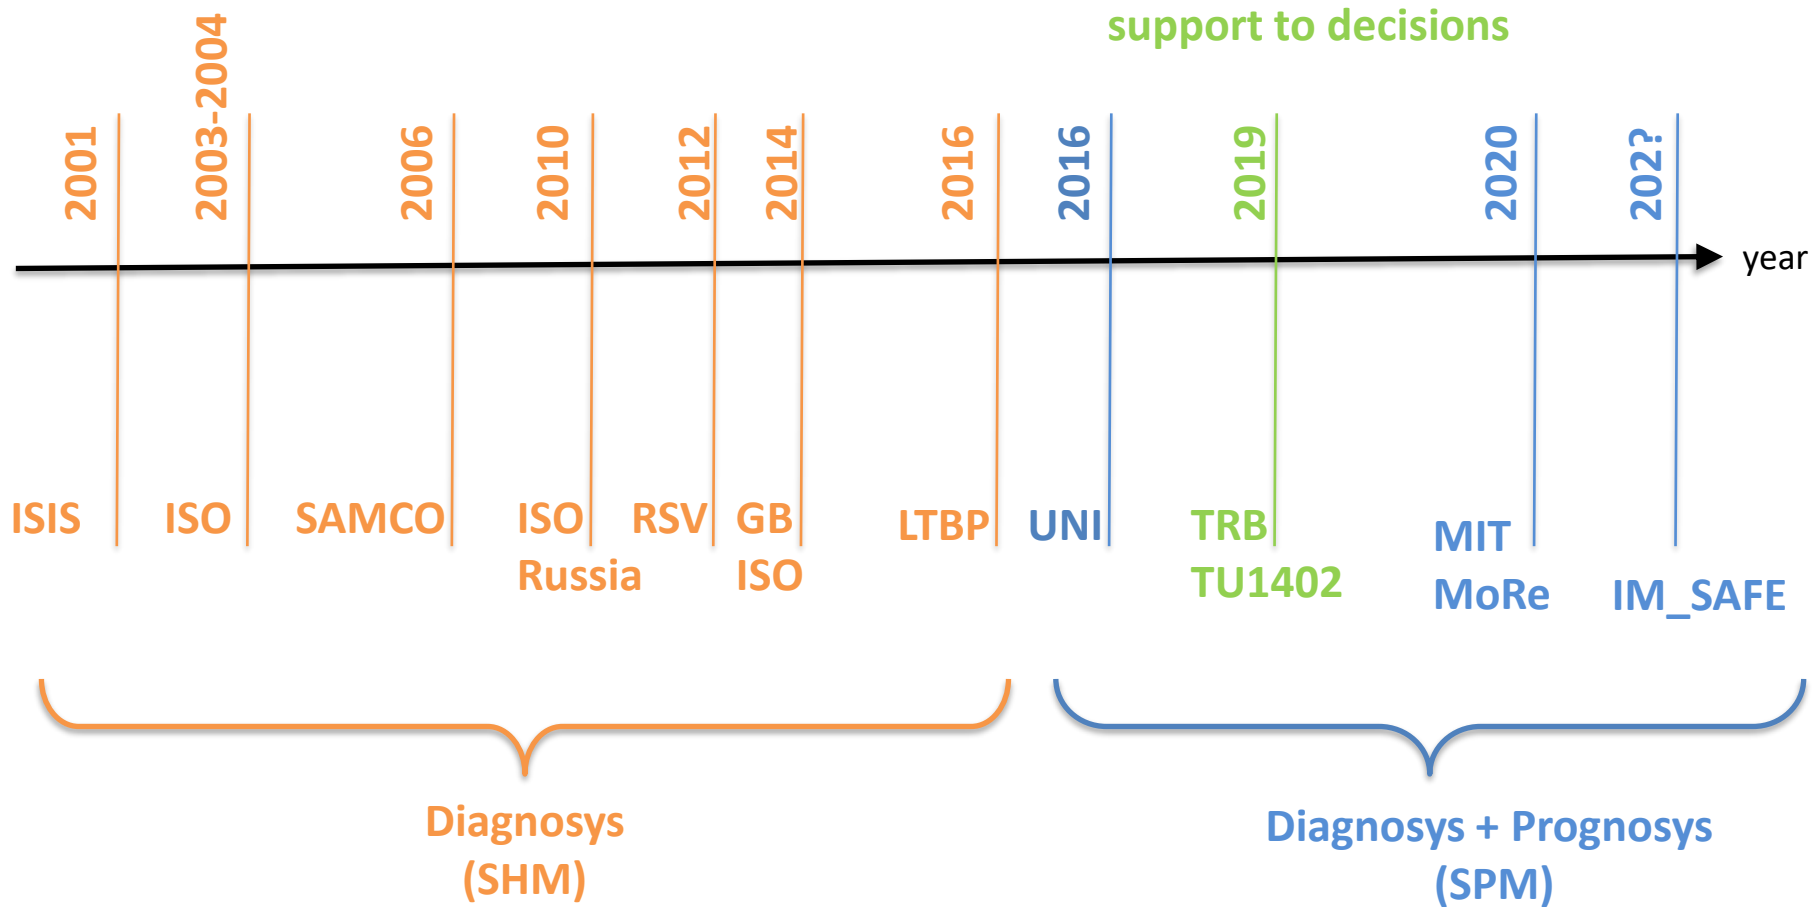 support to decisions
2001
2003-2004
2006
2010
2012
2014
2016
2016
2019
2020
202?
year
ISIS
ISO
SAMCO
ISO
Russia
RSV
GB
ISO
LTBP
UNI
TRB
TU1402
MIT
MoRe
IM_SAFE
Diagnosys
(SHM)
Diagnosys + Prognosys
(SPM)